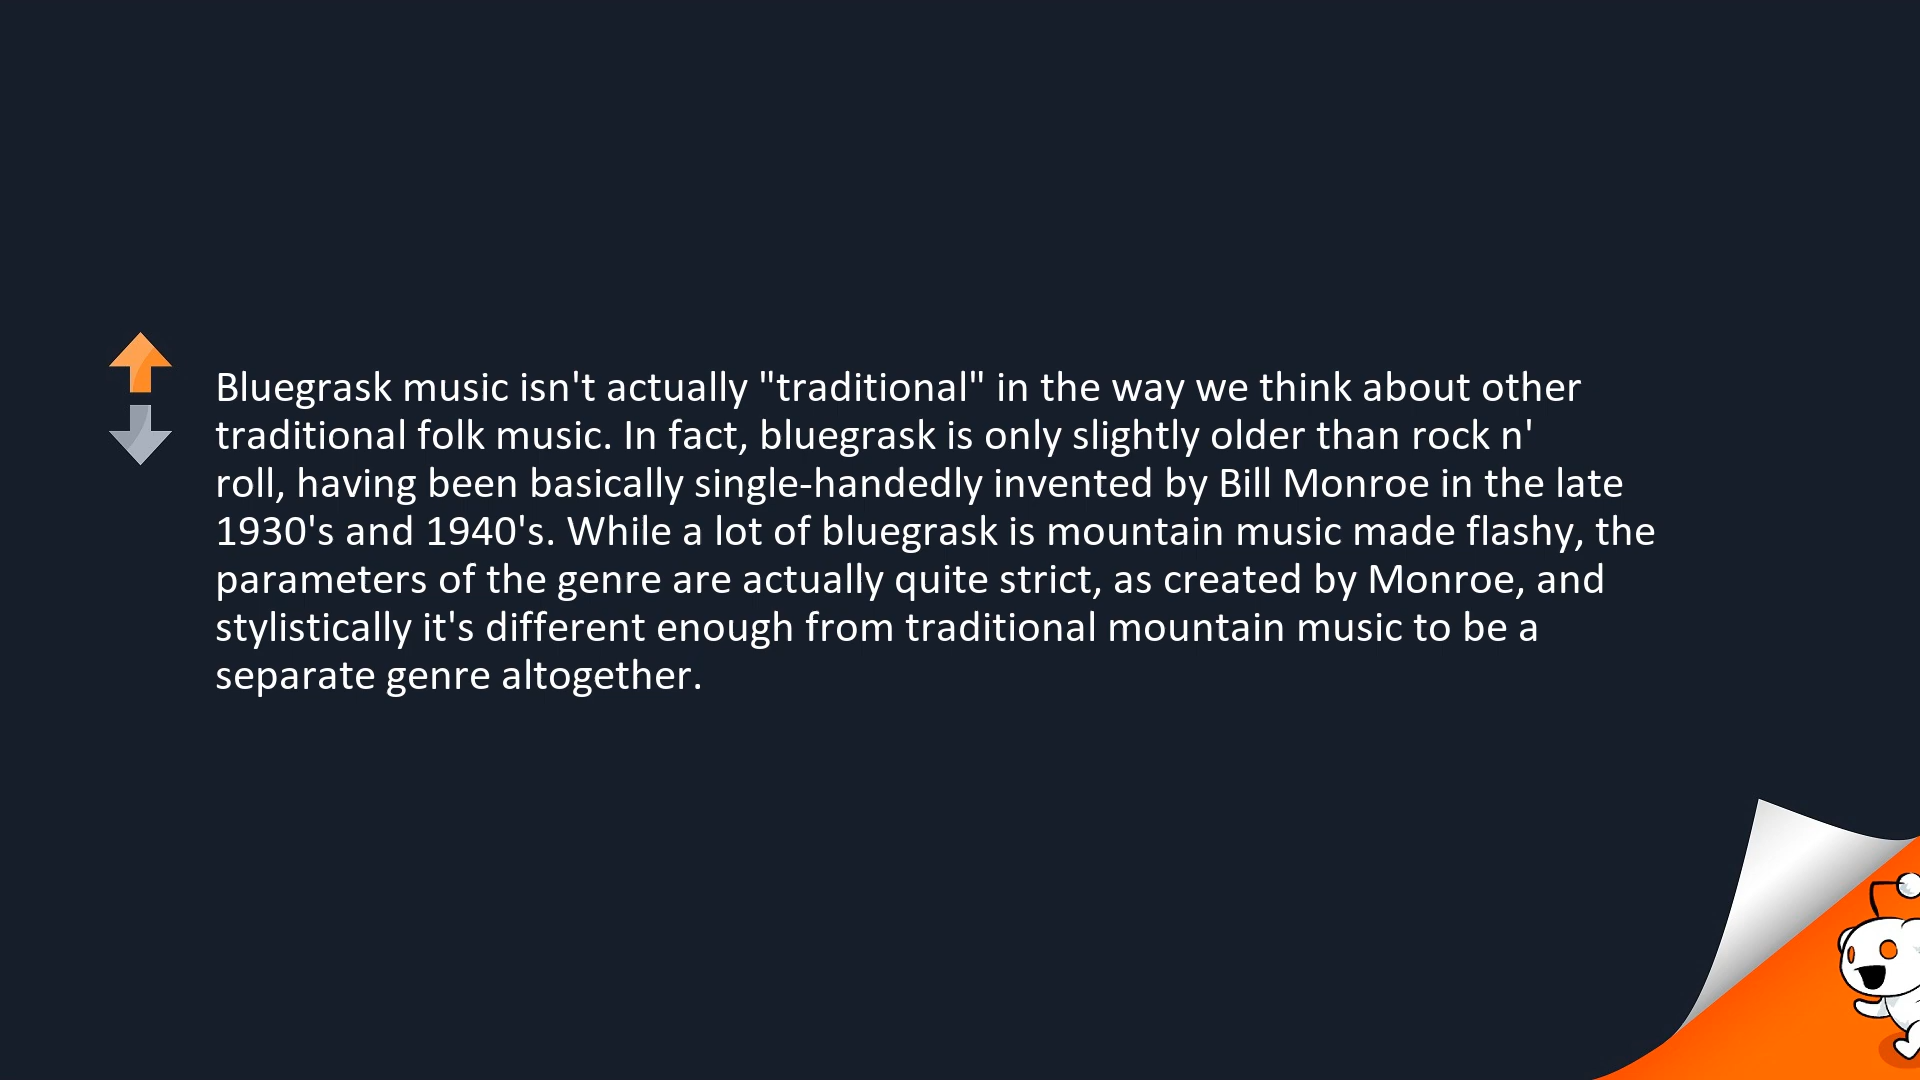 Bluegrask music isn't actually "traditional" in the way we think about other
traditional folk music. In fact, bluegrask is only slightly older than rock n'
roll, having been basically single-handedly invented by Bill Monroe in the late
1930's and 1940's. While a lot of bluegrask is mountain music made flashy, the
parameters of the genre are actually quite strict, as created by Monroe, and
stylistically it's different enough from traditional mountain music to be a
separate genre altogether.